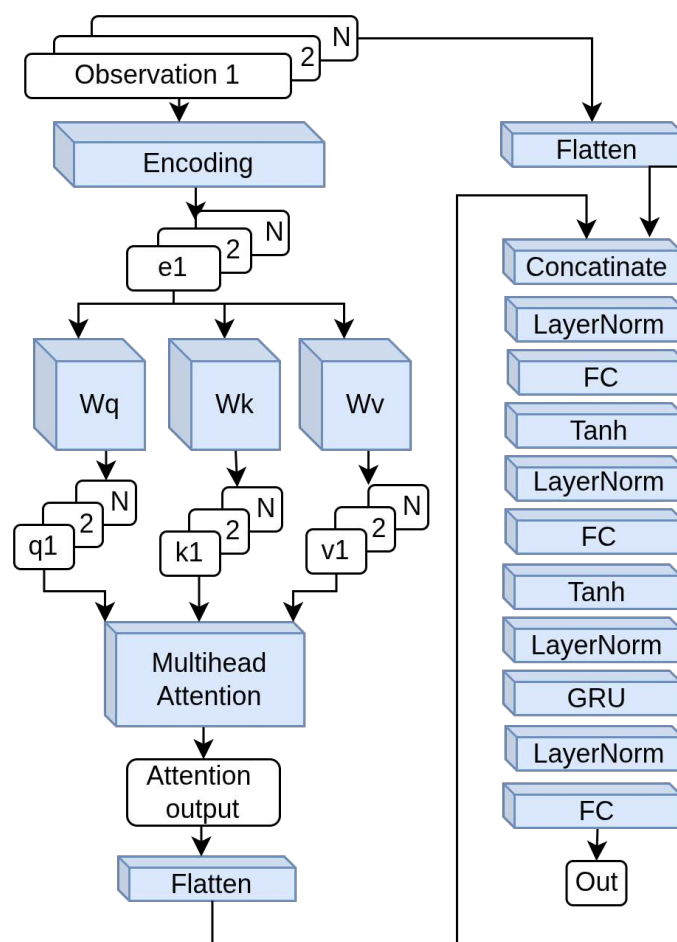 N
2
Observation 1
Encoding
N
2
e1
Wq
Wk
Wv
N
2
q1
N
2
k1
N
2
v1
Multihead
Attention
Attention
output
Flatten
Flatten
Concatinate
LayerNorm
FC
Tanh
LayerNorm
FC
Tanh
LayerNorm
GRU
LayerNorm
FC
Out